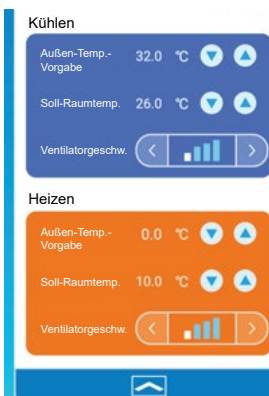 Kühlen
Außen-Temp.-
Vorgabe
32.0 °C
Soll-Raumtemp. 26.0 °C
Ventilatorgeschw.
Heizen
Außen-Temp.-
Vorgabe
0.0 °C
Soll-Raumtemp. 10.0 °C
Ventilatorgeschw.